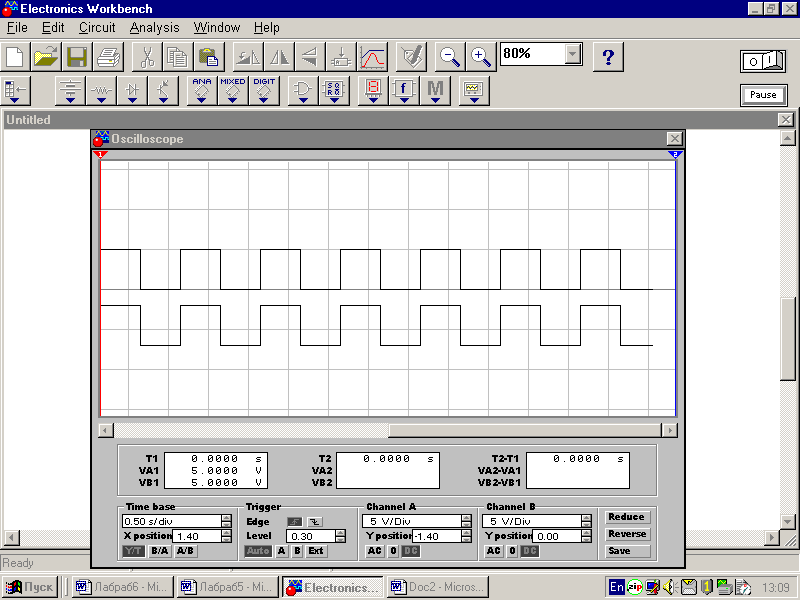 Electronics Workbench
File Edit Circuit Analysis Window Help
80% ?
O I
ANA MIXED DIGIT
f M
Pause
Untitled
Oscilloscope
1 2
T1 0.0000 s T2 0.0000 s T2-T1 0.0000 s
VA1 5.0000 V VA2 VA2-VA1
VB1 5.0000 V VB2 VB2-VB1
Time base Trigger Channel A Channel B
0.50 s/div Edge 5 V/Div 5 V/Div Reduce
X position 1.40 Level 0.30 Y position -1.40 Y position 0.00 Reverse
Y/T B/A A/B Auto A B Ext AC 0 DC AC 0 DC Save
Ready
Пуск Лабраб6 - Mi... Лабраб5 - Mi... Electronics... Doc2 - Micros... En zip 13:09